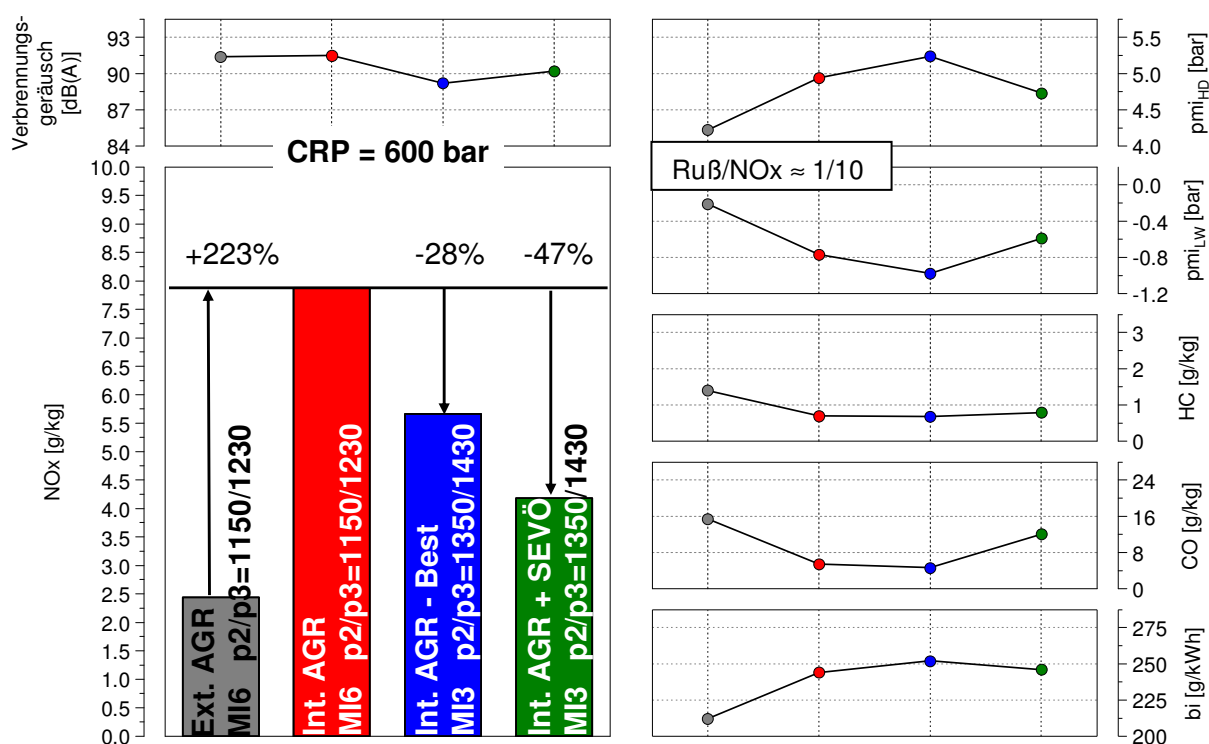 Verbrennungs-
geräusch
[dB(A)]
93
90
87
84
CRP = 600 bar
NOx [g/kg]
10.0
9.5
9.0
8.5
8.0
7.5
7.0
6.5
6.0
5.5
5.0
4.5
4.0
3.5
3.0
2.5
2.0
1.5
1.0
0.5
0.0
+223%
-28%
-47%
Ext. AGR
MI6 p2/p3=1150/1230
Int. AGR
MI6 p2/p3=1150/1230
Int. AGR - Best
MI3 p2/p3=1350/1430
Int. AGR + SEVÖ
MI3 p2/p3=1350/1430
5.5
5.0
4.5
4.0
pmiHD [bar]
Ruß/NOx ≈ 1/10
0.0
-0.4
-0.8
-1.2
pmiLW [bar]
3
2
1
0
HC [g/kg]
24
16
8
0
CO [g/kg]
275
250
225
200
bi [g/kWh]